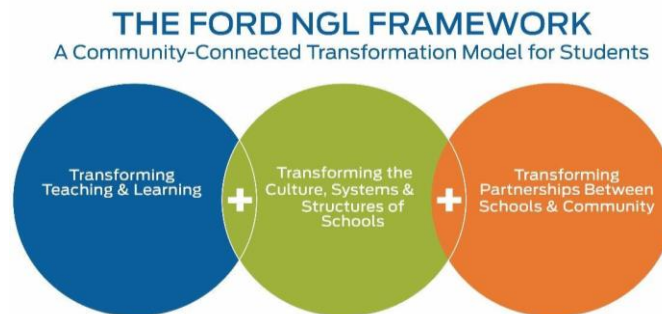 THE FORD NGL FRAMEWORK
A Community-Connected Transformation Model for Students
Transforming
Teaching & Learning
+
Transforming the
Culture, Systems &
Structures of
Schools
+
Transforming
Partnerships Between
Schools & Community